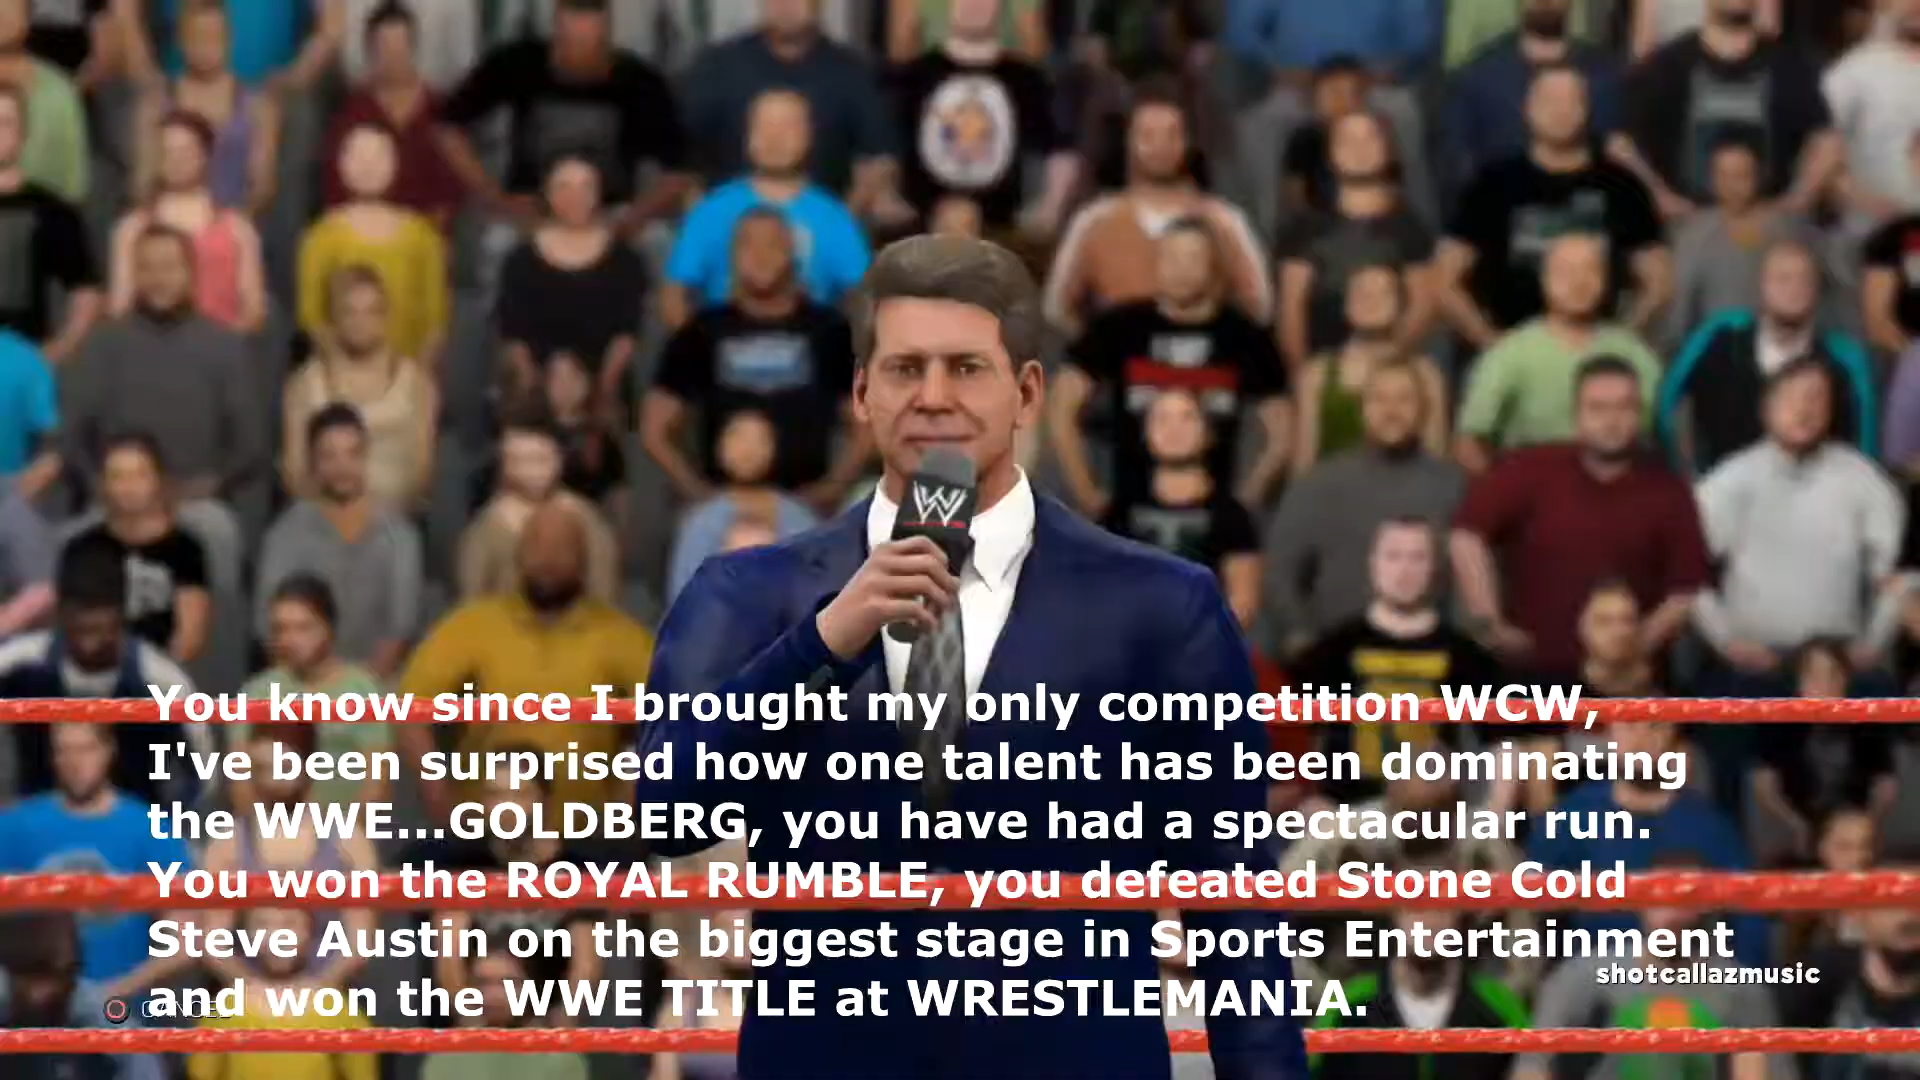 You know since I brought my only competition WCW,
I've been surprised how one talent has been dominating
the WWE...GOLDBERG, you have had a spectacular run.
You won the ROYAL RUMBLE, you defeated Stone Cold
Steve Austin on the biggest stage in Sports Entertainment
and won the WWE TITLE at WRESTLEMANIA.
shotcallazmusic
CANCEL